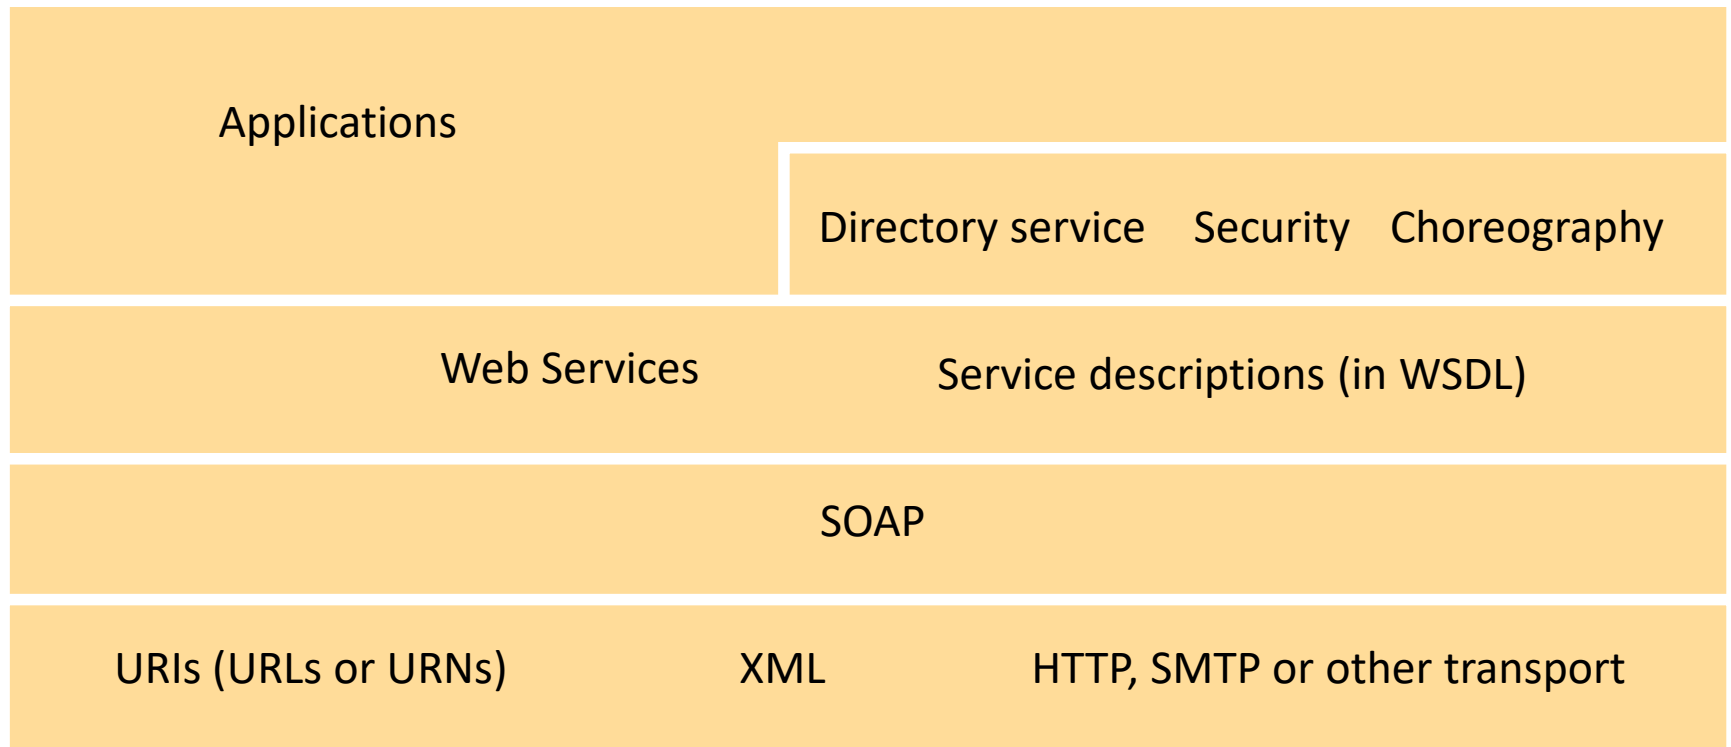 Applications
Directory service Security Choreography
Web Services Service descriptions (in WSDL)
SOAP
URIs (URLs or URNs) XML HTTP, SMTP or other transport